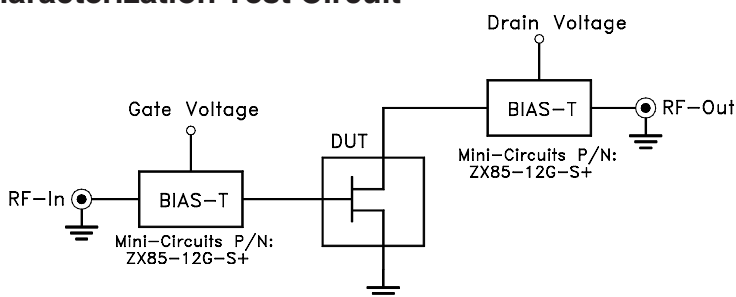 Characterization Test Circuit
Drain Voltage
BIAS-T
RF-Out
Mini-Circuits P/N:
ZX85-12G-S+
Gate Voltage
DUT
RF-In
BIAS-T
Mini-Circuits P/N:
ZX85-12G-S+